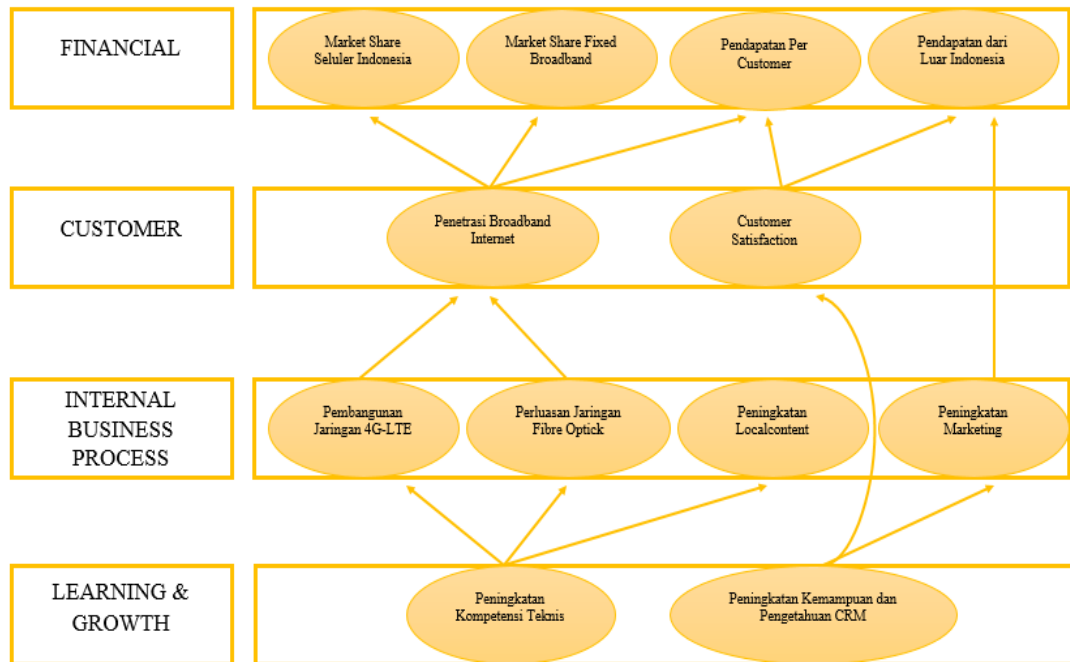 FINANCIAL
Market Share
Seluler Indonesia
Market Share Fixed
Broadband
Pendapatan Per
Customer
Pendapatan dari
Luar Indonesia
CUSTOMER
Penetrasi Broadband
Internet
Customer
Satisfaction
INTERNAL
BUSINESS
PROCESS
Pembangunan
Jaringan 4G-LTE
Perluasan Jaringan
Fibre Optick
Peningkatan
Localcontent
Peningkatan
Marketing
LEARNING &
GROWTH
Peningkatan
Kompetensi Teknis
Peningkatan Kemampuan dan
Pengetahuan CRM